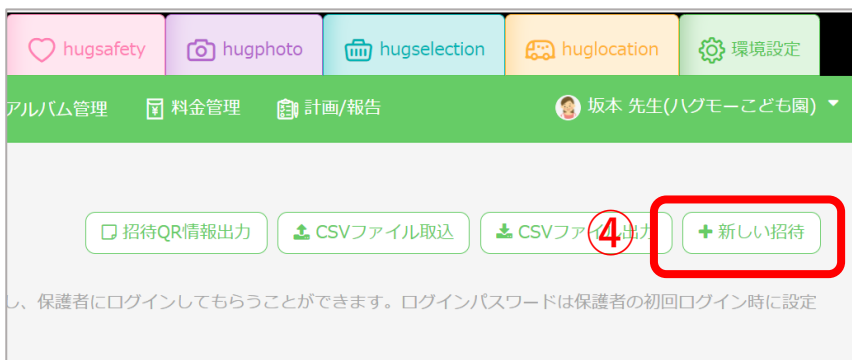 hugsafety hugphoto hugselection huglocation 環境設定
アルバム管理 料金管理 計画/報告 坂本 先生(ハグモーこども園)
招待QR情報出力 CSVファイル取込 CSVファイル出力 ④ +新しい招待
し、保護者にログインしてもらうことができます。ログインパスワードは保護者の初回ログイン時に設定